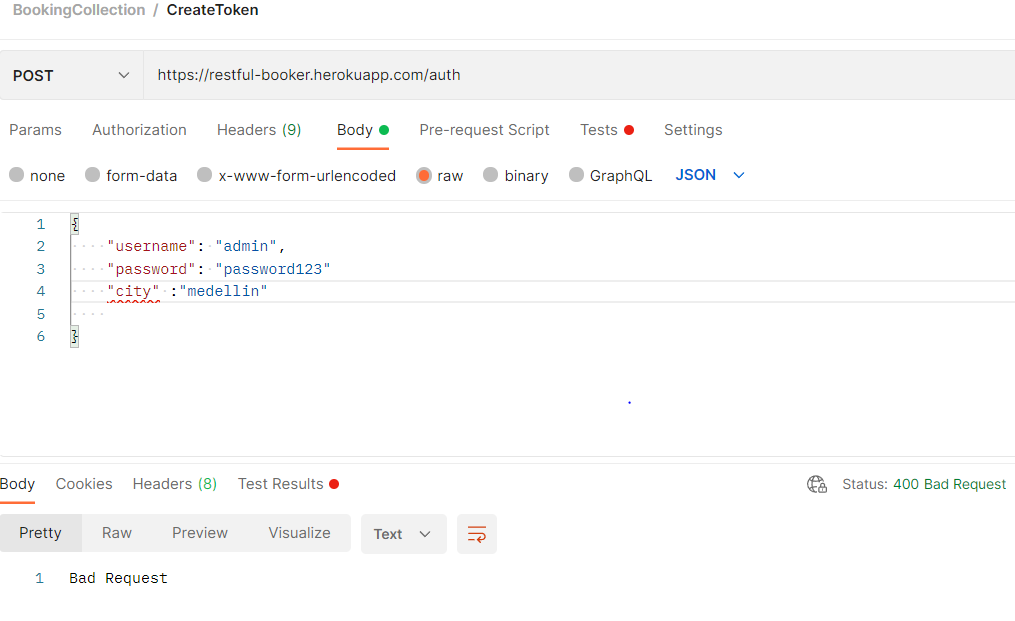 BookingCollection / CreateToken
POST https://restful-booker.herokuapp.com/auth
Params Authorization Headers (9) Body Pre-request Script Tests Settings
none form-data x-www-form-urlencoded raw binary GraphQL JSON
1 {
2 "username": "admin",
3 "password": "password123"
4 "city" :"medellin"
5
6 }
Body Cookies Headers (8) Test Results Status: 400 Bad Request
Pretty Raw Preview Visualize Text
1 Bad Request